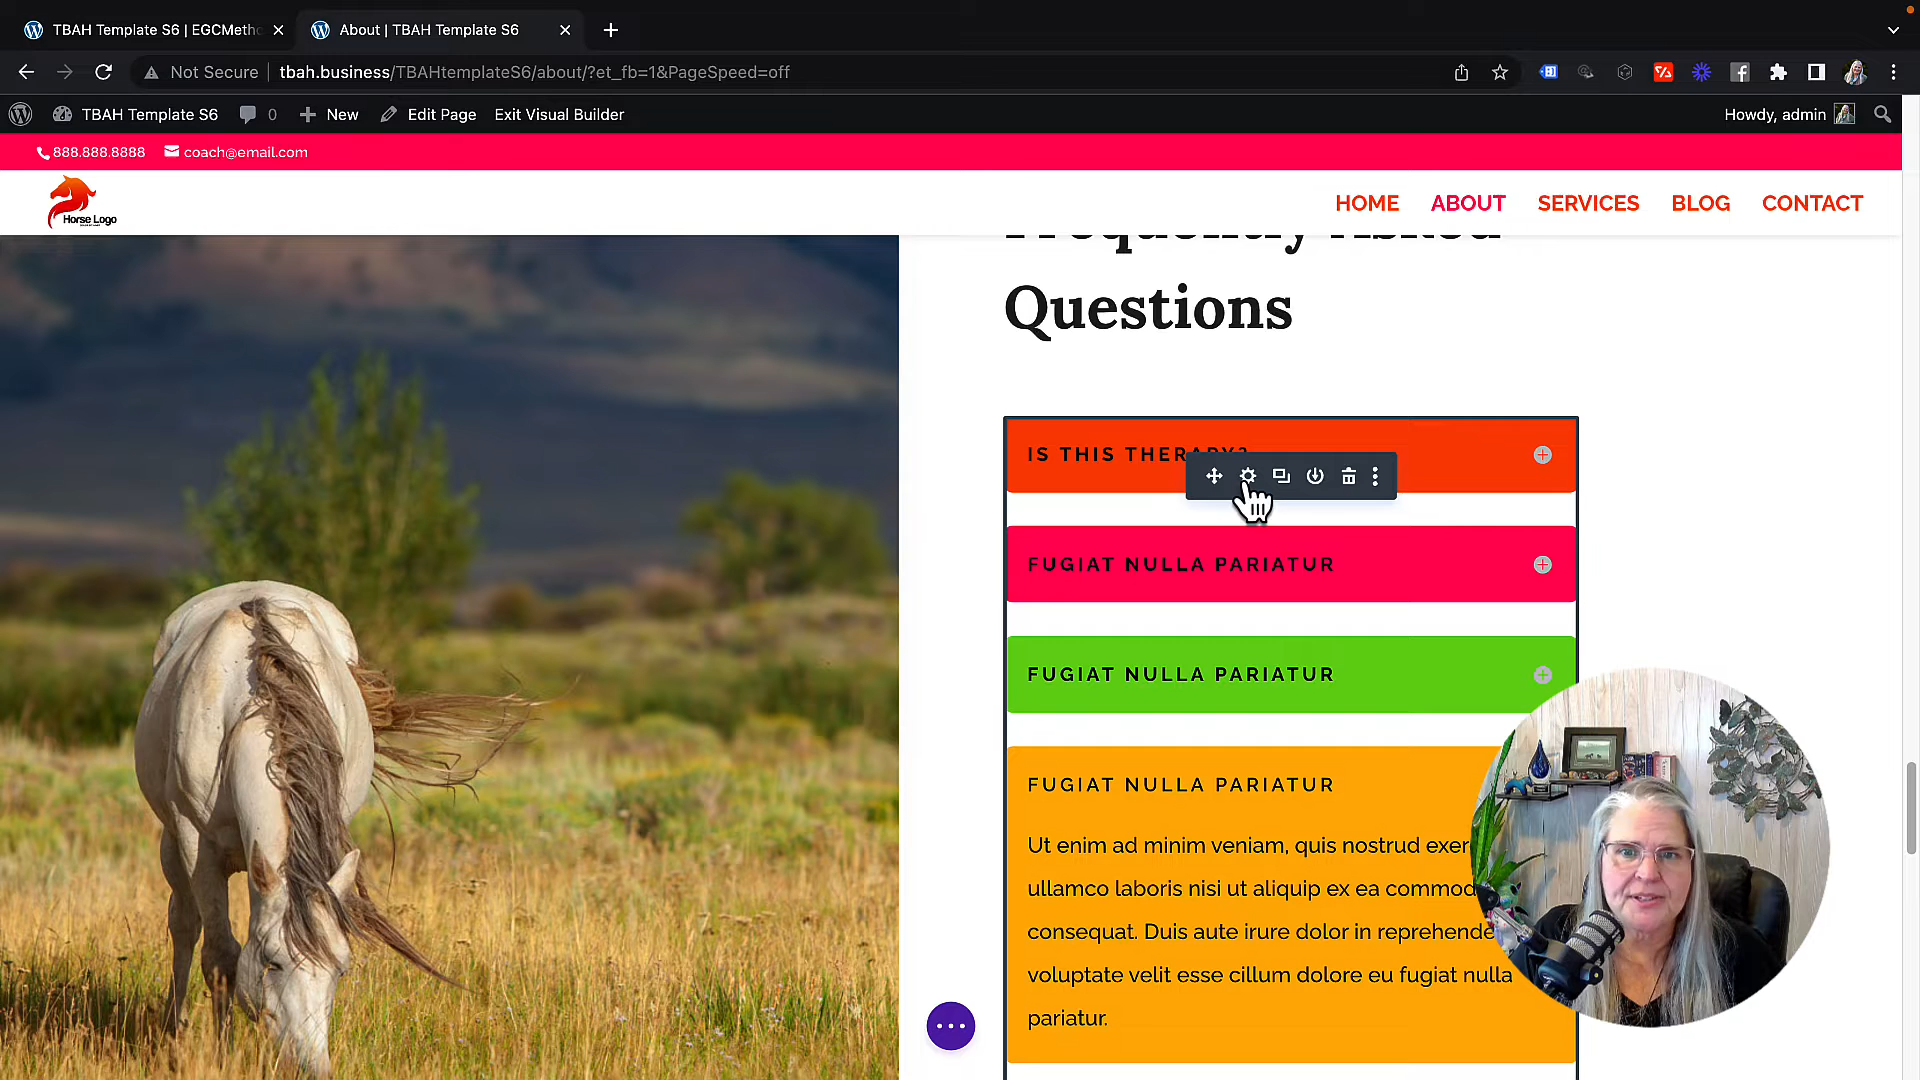 TBAH Template S6 | EGCMetho
About | TBAH Template S6
Not Secure
tbah.business/TBAHtemplateS6/about/?et_fb=1&PageSpeed=off
TBAH Template S6
0
New
Edit Page
Exit Visual Builder
Howdy, admin
888.888.8888
coach@email.com
Horse Logo
HOME
ABOUT
SERVICES
BLOG
CONTACT
Frequently Asked
Questions
IS THIS THERAPY?
FUGIAT NULLA PARIATUR
FUGIAT NULLA PARIATUR
FUGIAT NULLA PARIATUR
Ut enim ad minim veniam, quis nostrud exer
ullamco laboris nisi ut aliquip ex ea commod
consequat. Duis aute irure dolor in reprehende
voluptate velit esse cillum dolore eu fugiat nulla
pariatur.